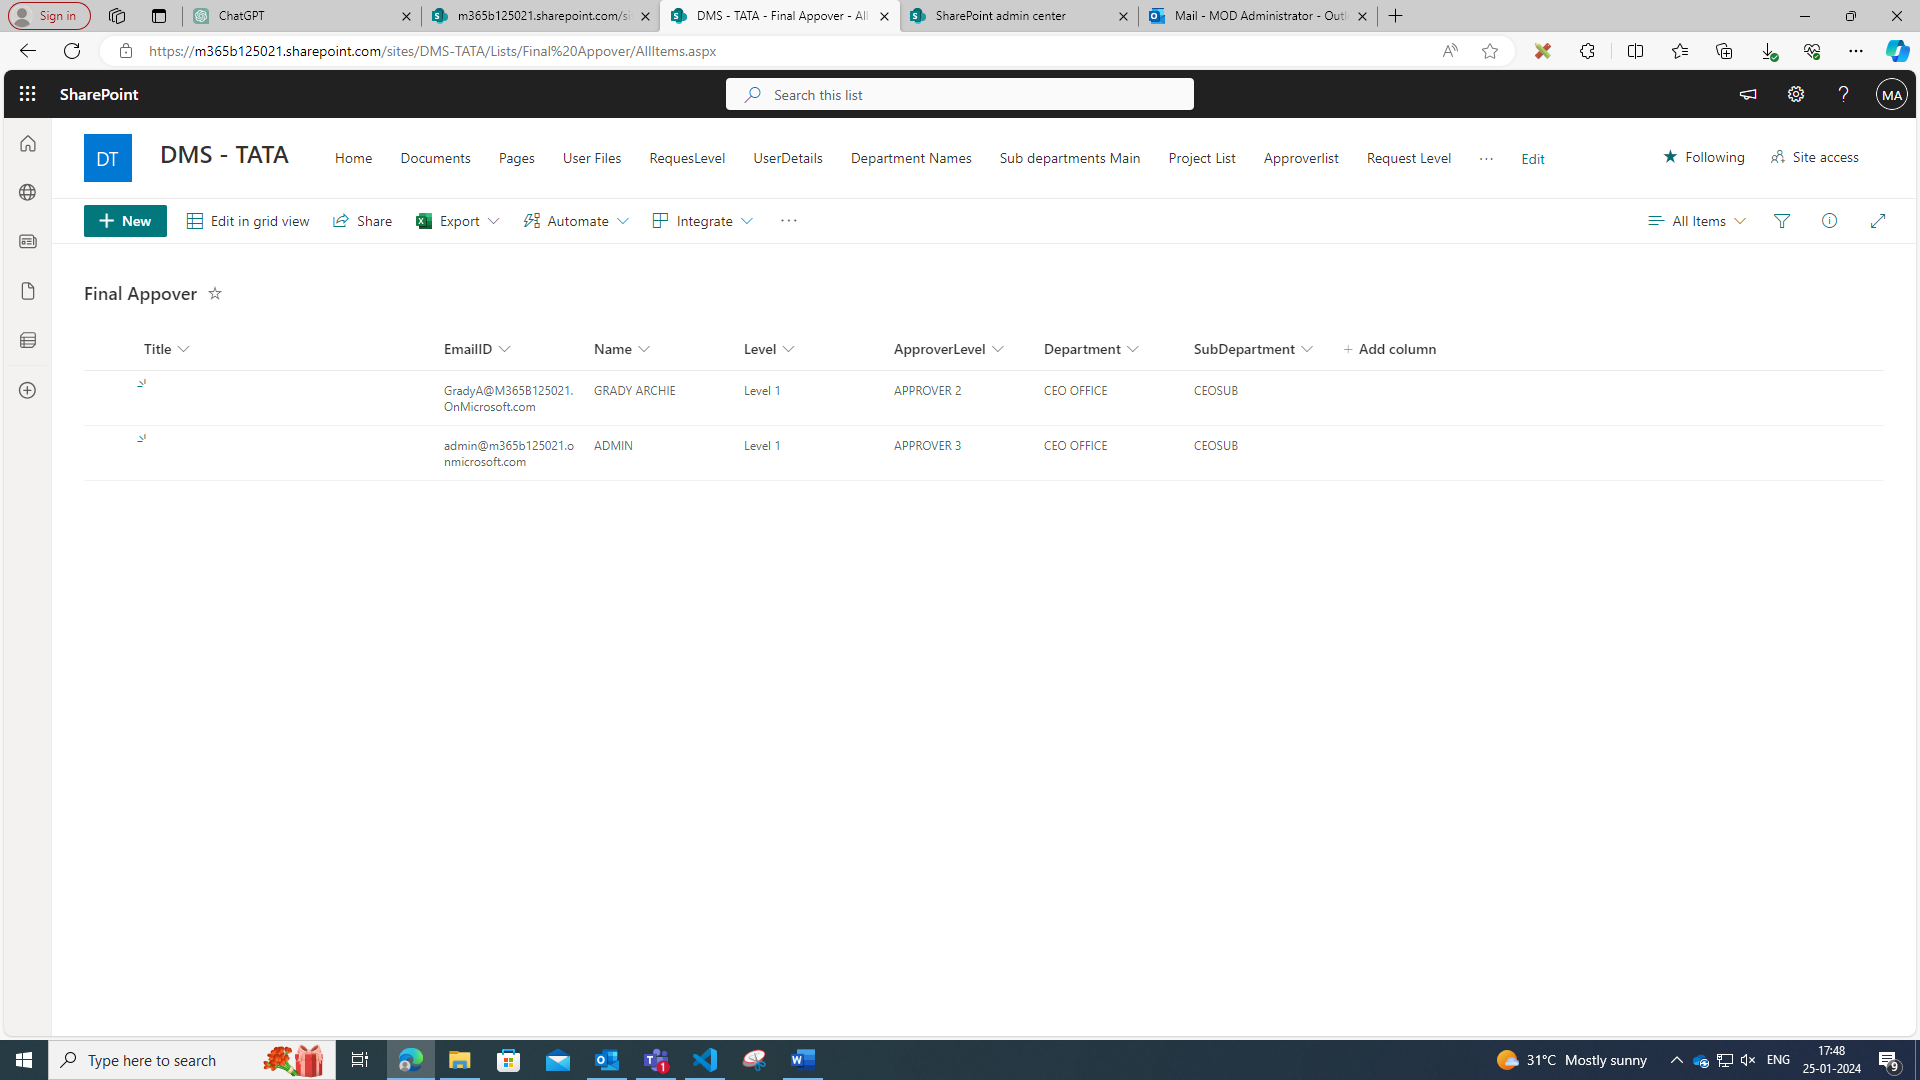 Sign in
ChatGPT
m365b125021.sharepoint.com/si
DMS - TATA - Final Appover - All
SharePoint admin center
Mail - MOD Administrator - Outl
https://m365b125021.sharepoint.com/sites/DMS-TATA/Lists/Final%20Appover/AllItems.aspx
SharePoint
Search this list
MA
DT
DMS - TATA
Home
Documents
Pages
User Files
RequesLevel
UserDetails
Department Names
Sub departments Main
Project List
Approverlist
Request Level
Edit
Following
Site access
New
Edit in grid view
Share
Export
Automate
Integrate
All Items
Final Appover
Title
EmailID
Name
Level
ApproverLevel
Department
SubDepartment
Add column
GradyA@M365B125021.
OnMicrosoft.com
GRADY ARCHIE
Level 1
APPROVER 2
CEO OFFICE
CEOSUB
admin@m365b125021.o
nmicrosoft.com
ADMIN
Level 1
APPROVER 3
CEO OFFICE
CEOSUB
Type here to search
1
31°C Mostly sunny
ENG
17:48
25-01-2024
9